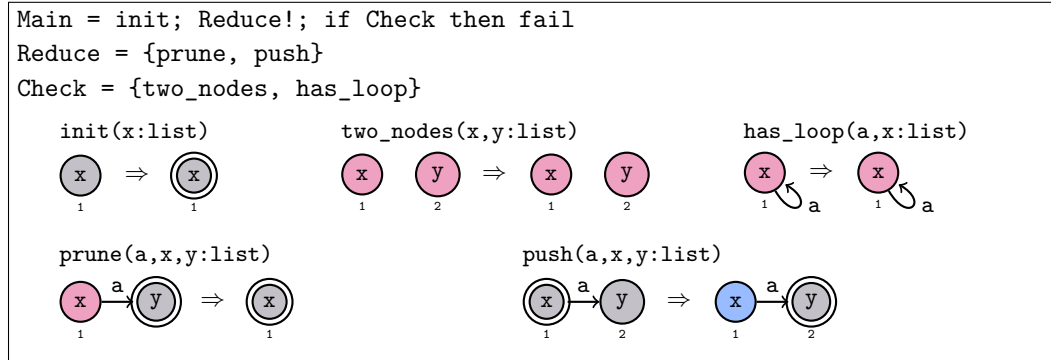 Main = init; Reduce!; if Check then fail
Reduce = {prune, push}
Check = {two_nodes, has_loop}
init(x:list) two_nodes(x,y:list) has_loop(a,x:list)
x ⇒ x x y ⇒ x y x a ⇒ x a
1 1 1 2 1 2 1 1
prune(a,x,y:list) push(a,x,y:list)
x a y ⇒ x x a y ⇒ x a y
1 1 1 2 1 2